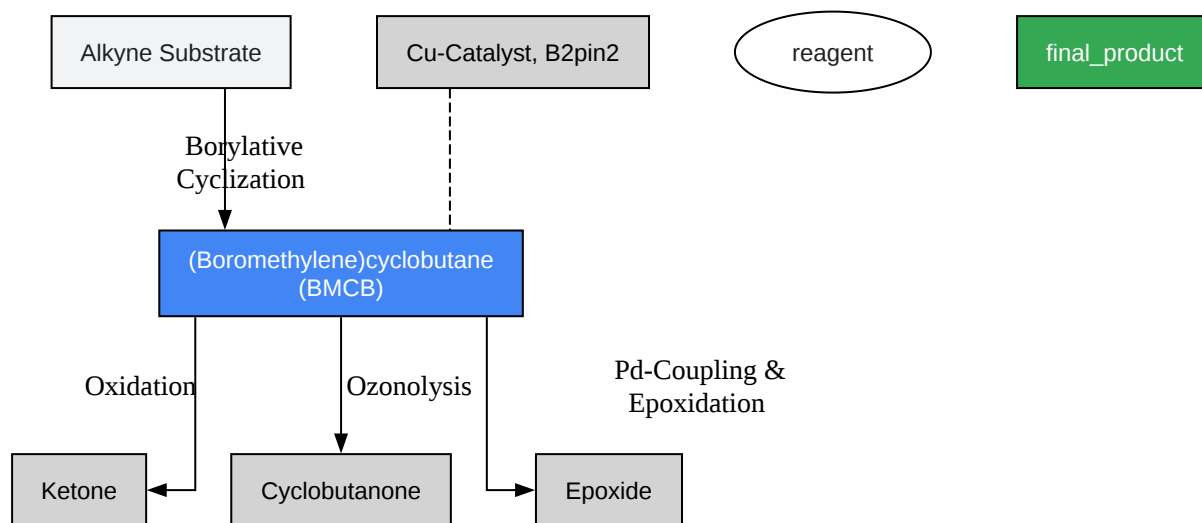 Alkyne Substrate
Cu-Catalyst, B2pin2
reagent
final_product
Borylative
Cyclization
(Boromethylene)cyclobutane
(BMCB)
Oxidation
Ozonolysis
Pd-Coupling &
Epoxidation
Ketone
Cyclobutanone
Epoxide